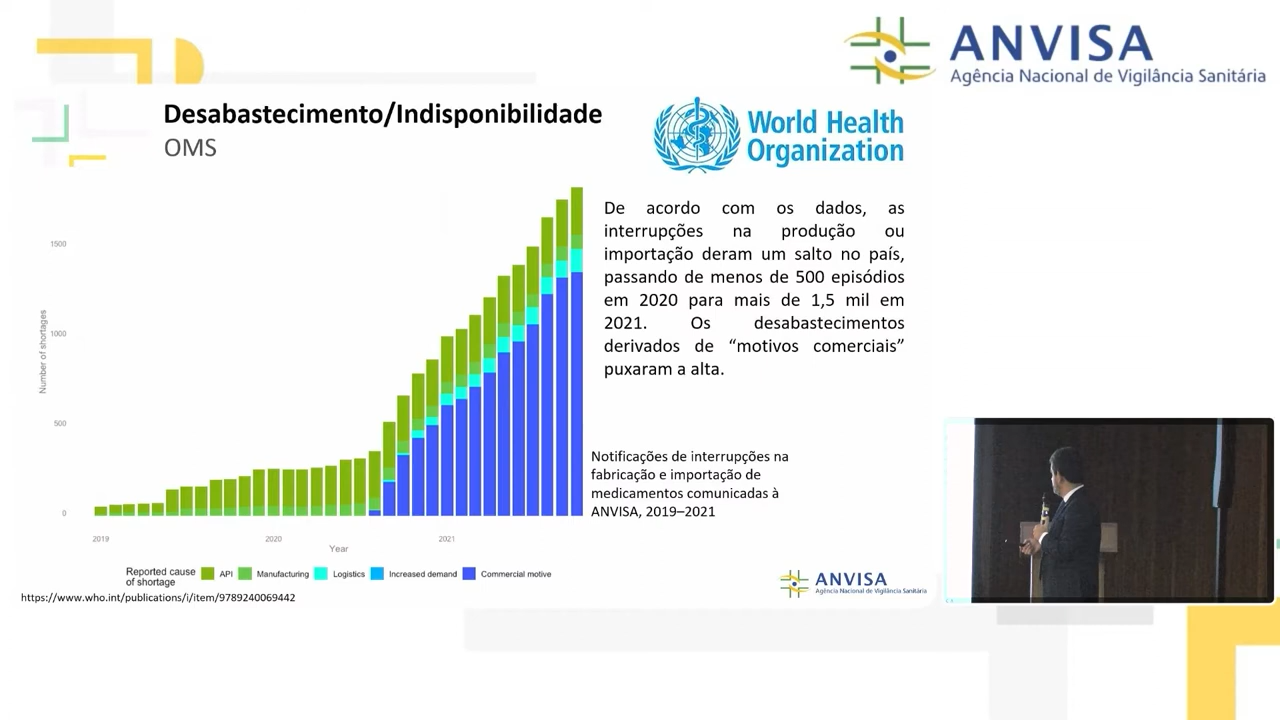 ANVISA
Agência Nacional de Vigilância Sanitária
Desabastecimento/Indisponibilidade
OMS
World Health
Organization
De acordo com os dados, as
interrupções na produção ou
importação deram um salto no país,
passando de menos de 500 episódios
em 2020 para mais de 1,5 mil em
2021. Os desabastecimentos
derivados de “motivos comerciais”
puxaram a alta.
Number of shortages
1500
1000
500
0
2019
2020
2021
Year
Reported cause
of shortage
API
Manufacturing
Logistics
Increased demand
Commercial motive
Notificações de interrupções na
fabricação e importação de
medicamentos comunicadas à
ANVISA, 2019–2021
ANVISA
Agência Nacional de Vigilância Sanitária
https://www.who.int/publications/i/item/9789240069442